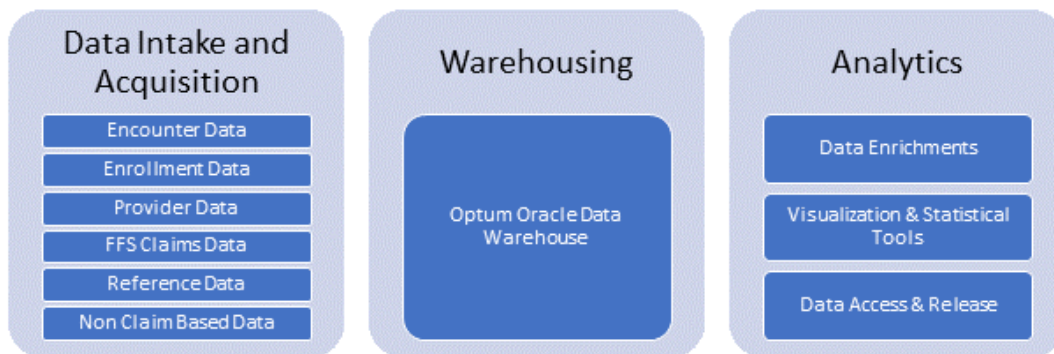 Data Intake and
Acquisition
Encounter Data
Enrollment Data
Provider Data
FFS Claims Data
Reference Data
Non Claim Based Data
Warehousing
Optum Oracle Data
Warehouse
Analytics
Data Enrichments
Visualization & Statistical
Tools
Data Access & Release